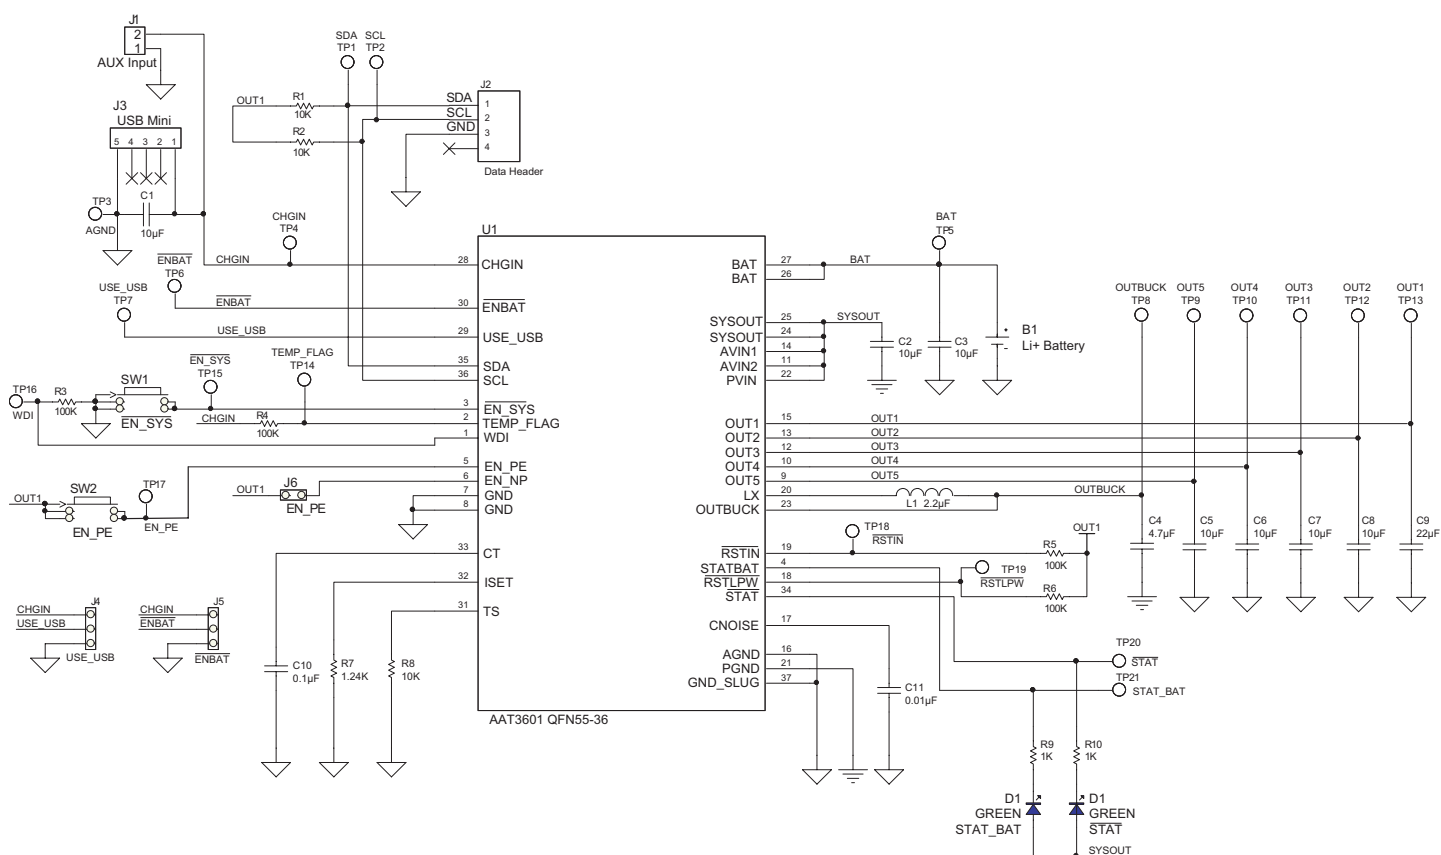 J1
2
1
AUX Input
J3
USB Mini
5 4 3 2 1
TP3
AGND
C1
10µF
SDA SCL
TP1 TP2
OUT1
R1
10K
R2
10K
J2
SDA 1
SCL 2
GND 3
4
Data Header
CHGIN
TP4
CHGIN
ENBAT
TP6
ENBAT
USE_USB
TP7
USE_USB
EN_SYS
TP15
TEMP_FLAG
TP14
TP16
WDI
R3
100K
SW1
EN_SYS
CHGIN
R4
100K
OUT1
SW2
EN_PE
TP17
EN_PE
OUT1
J6
EN_PE
U1
28 CHGIN
30 ENBAT
29 USE_USB
35 SDA
36 SCL
3 EN_SYS
2 TEMP_FLAG
1 WDI
5 EN_PE
6 EN_NP
7 GND
8 GND
33 CT
32 ISET
31 TS
BAT 27
BAT 26
SYSOUT 25
SYSOUT 24
AVIN1 14
AVIN2 11
PVIN 22
OUT1 15
OUT2 13
OUT3 12
OUT4 10
OUT5 9
LX 20
OUTBUCK 23
RSTIN 19
STATBAT 4
RSTLPW 18
STAT 34
CNOISE 17
AGND 16
PGND 21
GND_SLUG 37
AAT3601 QFN55-36
BAT
TP5
BAT
SYSOUT
C2
10µF
C3
10µF
+
-
B1
Li+ Battery
OUTBUCK
TP8
OUT5
TP9
OUT4
TP10
OUT3
TP11
OUT2
TP12
OUT1
TP13
OUT1
OUT2
OUT3
OUT4
OUT5
OUTBUCK
L1 2.2µF
C4
4.7µF
C5
10µF
C6
10µF
C7
10µF
C8
10µF
C9
22µF
TP18
RSTIN
OUT1
R5
100K
TP19
RSTLPW
R6
100K
TP20
STAT
TP21
STAT_BAT
J4
CHGIN
USE_USB
USE_USB
J5
CHGIN
ENBAT
ENBAT
C10
0.1µF
R7
1.24K
R8
10K
C11
0.01µF
R9
1K
R10
1K
D1
GREEN
STAT_BAT
D1
GREEN
STAT
SYSOUT